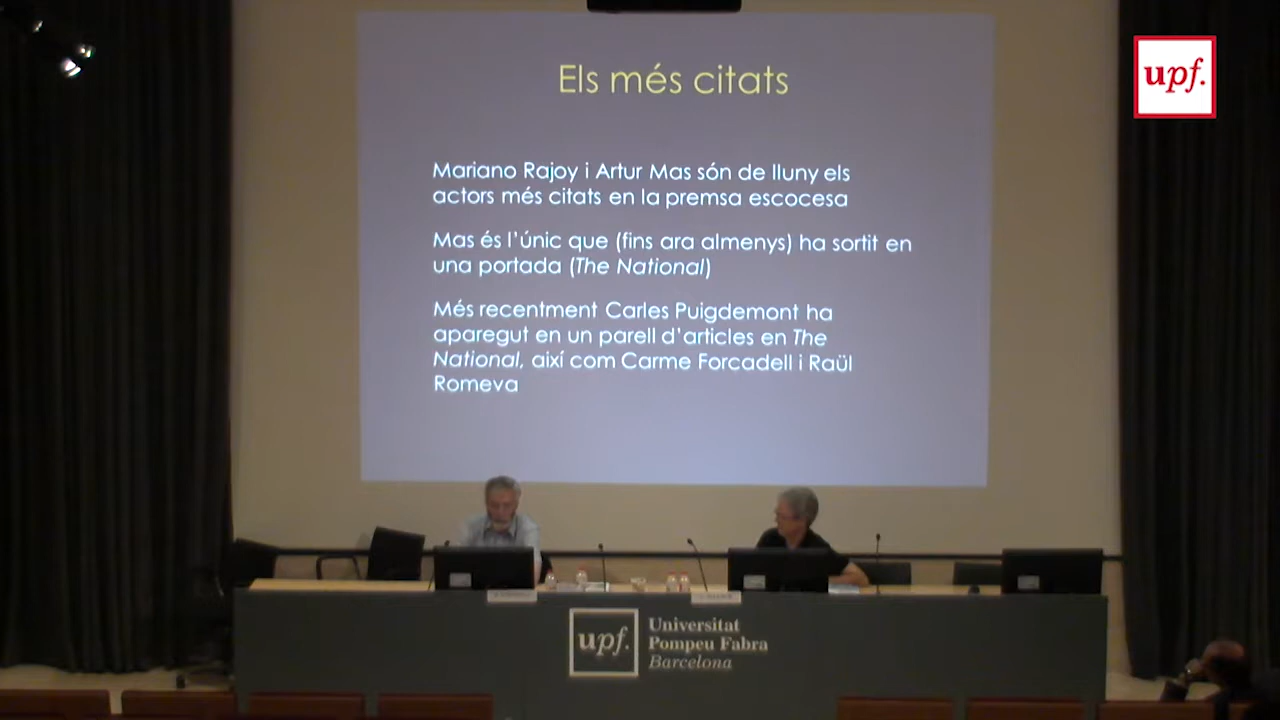 Els més citats
upf.
Mariano Rajoy i Artur Mas són de lluny els
actors més citats en la premsa escocesa
Mas és l'únic que (fins ara almenys) ha sortit en
una portada (The National)
Més recentment Carles Puigdemont ha
aparegut en un parell d'articles en The
National, així com Carme Forcadell i Raül
Romeva
upf.
Universitat
Pompeu Fabra
Barcelona